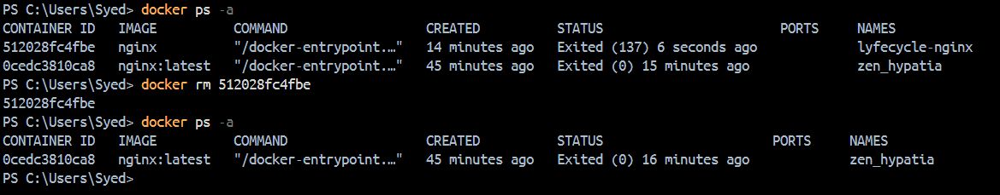 PS C:\Users\Syed> docker ps -a
CONTAINER ID   IMAGE          COMMAND                  CREATED          STATUS                       PORTS     NAMES
512028fc4fbe   nginx          "/docker-entrypoint.…"   14 minutes ago   Exited (137) 6 seconds ago             lyfecycle-nginx
0cedc3810ca8   nginx:latest   "/docker-entrypoint.…"   45 minutes ago   Exited (0) 15 minutes ago              zen_hypatia
PS C:\Users\Syed> docker rm 512028fc4fbe
512028fc4fbe
PS C:\Users\Syed> docker ps -a
CONTAINER ID   IMAGE          COMMAND                  CREATED          STATUS                      PORTS     NAMES
0cedc3810ca8   nginx:latest   "/docker-entrypoint.…"   45 minutes ago   Exited (0) 16 minutes ago             zen_hypatia
PS C:\Users\Syed>